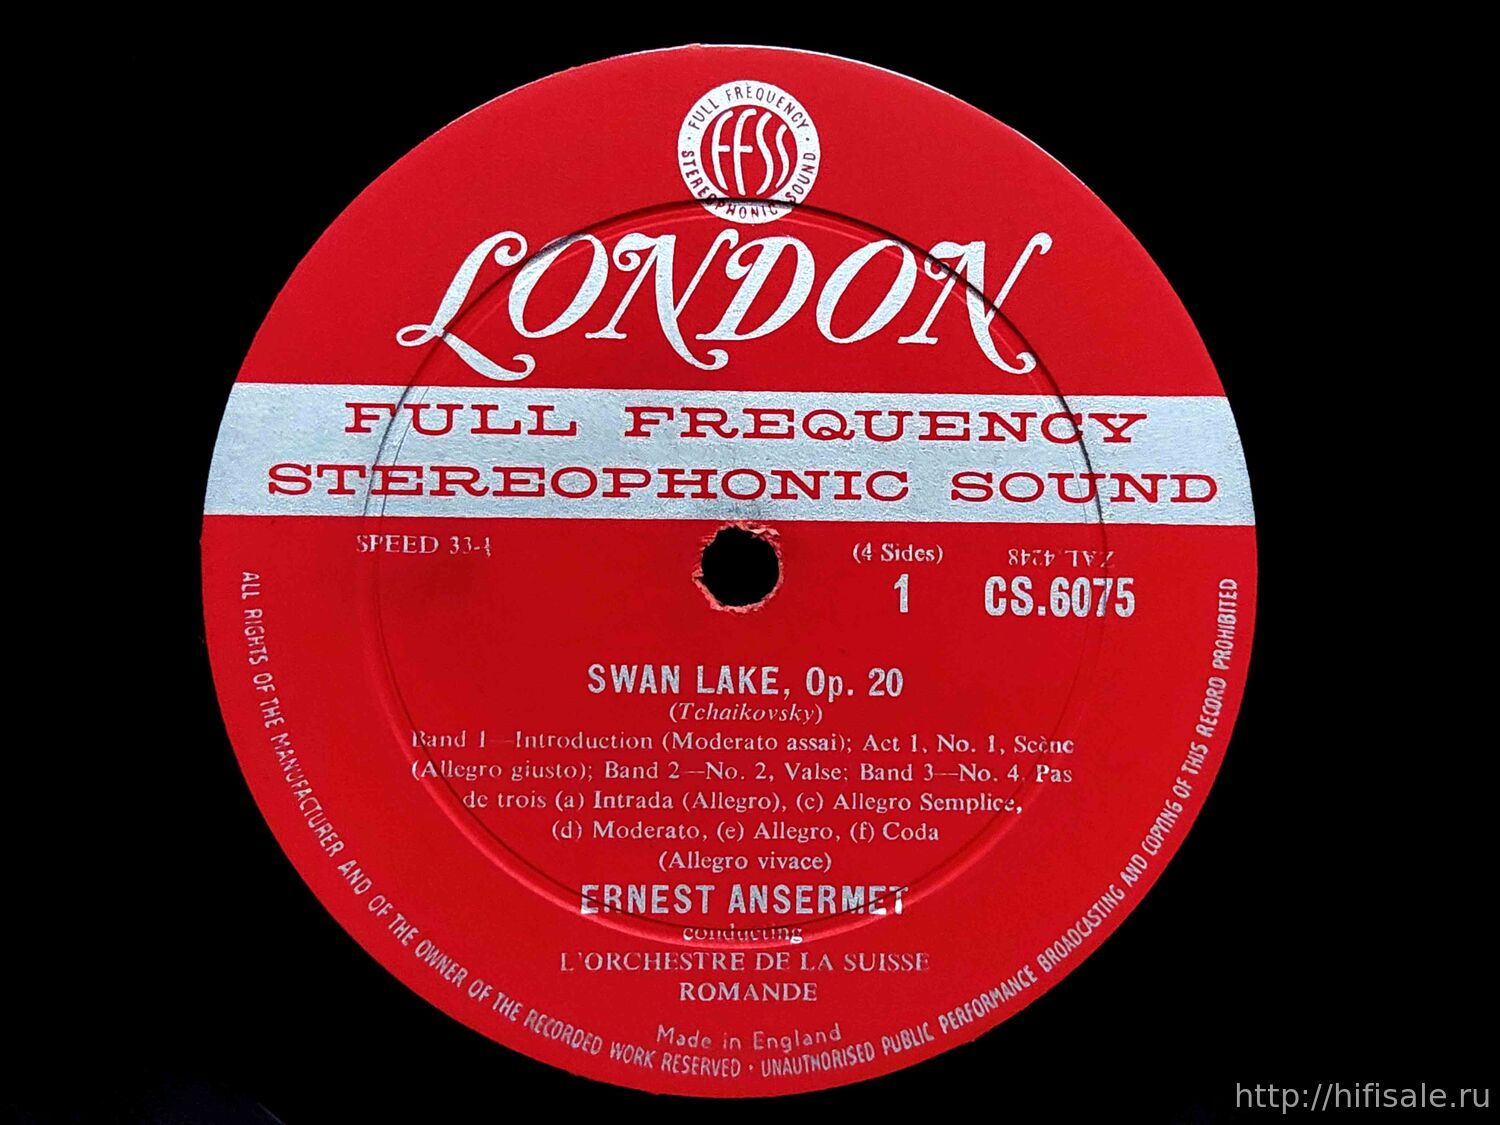 · FULL FREQUENCY ·
STEREOPHONIC SOUND
FFSS
LONDON
FULL FREQUENCY
STEREOPHONIC SOUND
SPEED 33-⅓
(4 Sides)
ZAL 4248
1
CS.6075
SWAN LAKE, Op. 20
(Tchaikovsky)
Band 1—Introduction (Moderato assai); Act 1, No. 1, Scène
(Allegro giusto); Band 2—No. 2, Valse; Band 3—No. 4, Pas
de trois (a) Intrada (Allegro), (c) Allegro Semplice,
(d) Moderato, (e) Allegro, (f) Coda
(Allegro vivace)
ERNEST ANSERMET
conducting
L'ORCHESTRE DE LA SUISSE
ROMANDE
Made in England
ALL RIGHTS OF THE MANUFACTURER AND OF THE OWNER OF THE RECORDED WORK RESERVED · UNAUTHORISED PUBLIC PERFORMANCE BROADCASTING AND COPYING OF THIS RECORD PROHIBITED
http://hifisale.ru